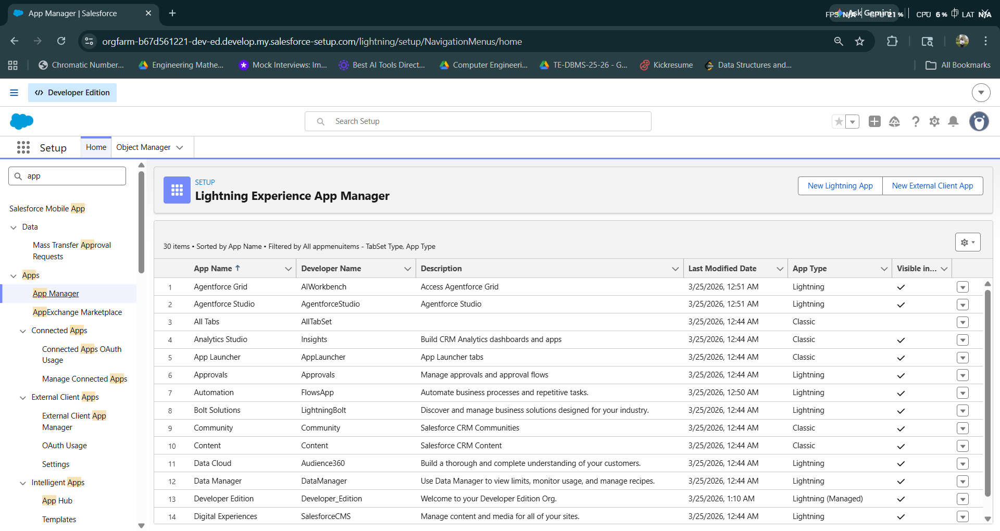 App Manager | Salesforce
Ask Gemini
FPS N/A GPU 21 % CPU 6 % LAT N/A
orgfarm-b67d561221-dev-ed.develop.my.salesforce-setup.com/lightning/setup/NavigationMenus/home
Chromatic Number...
Engineering Mathe...
Mock Interviews: Im...
Best AI Tools Direct...
Computer Engineeri...
TE-DBMS-25-26 - G...
Kickresume
Data Structures and...
All Bookmarks
Developer Edition
Search Setup
Setup
Home
Object Manager
app
Salesforce Mobile App
Data
Mass Transfer Approval
Requests
Apps
App Manager
AppExchange Marketplace
Connected Apps
Connected Apps OAuth
Usage
Manage Connected Apps
External Client Apps
External Client App
Manager
OAuth Usage
Settings
Intelligent Apps
App Hub
Templates
SETUP
Lightning Experience App Manager
New Lightning App
New External Client App
30 items • Sorted by App Name • Filtered by All appmenuitems - TabSet Type, App Type
App Name Developer Name Description Last Modified Date App Type Visible in...
1 Agentforce Grid AIWorkbench Access Agentforce Grid 3/25/2026, 12:51 AM Lightning
2 Agentforce Studio AgentforceStudio Agentforce Studio 3/25/2026, 12:51 AM Lightning
3 All Tabs AllTabSet 3/25/2026, 12:44 AM Classic
4 Analytics Studio Insights Build CRM Analytics dashboards and apps 3/25/2026, 12:44 AM Classic
5 App Launcher AppLauncher App Launcher tabs 3/25/2026, 12:44 AM Classic
6 Approvals Approvals Manage approvals and approval flows 3/25/2026, 12:44 AM Lightning
7 Automation FlowsApp Automate business processes and repetitive tasks. 3/25/2026, 12:50 AM Lightning
8 Bolt Solutions LightningBolt Discover and manage business solutions designed for your industry. 3/25/2026, 12:44 AM Lightning
9 Community Community Salesforce CRM Communities 3/25/2026, 12:44 AM Classic
10 Content Content Salesforce CRM Content 3/25/2026, 12:44 AM Classic
11 Data Cloud Audience360 Build a thorough and complete understanding of your customers. 3/25/2026, 12:44 AM Lightning
12 Data Manager DataManager Use Data Manager to view limits, monitor usage, and manage recipes. 3/25/2026, 12:44 AM Lightning
13 Developer Edition Developer_Edition Welcome to your Developer Edition Org. 3/25/2026, 1:10 AM Lightning (Managed)
14 Digital Experiences SalesforceCMS Manage content and media for all of your sites. 3/25/2026, 12:44 AM Lightning